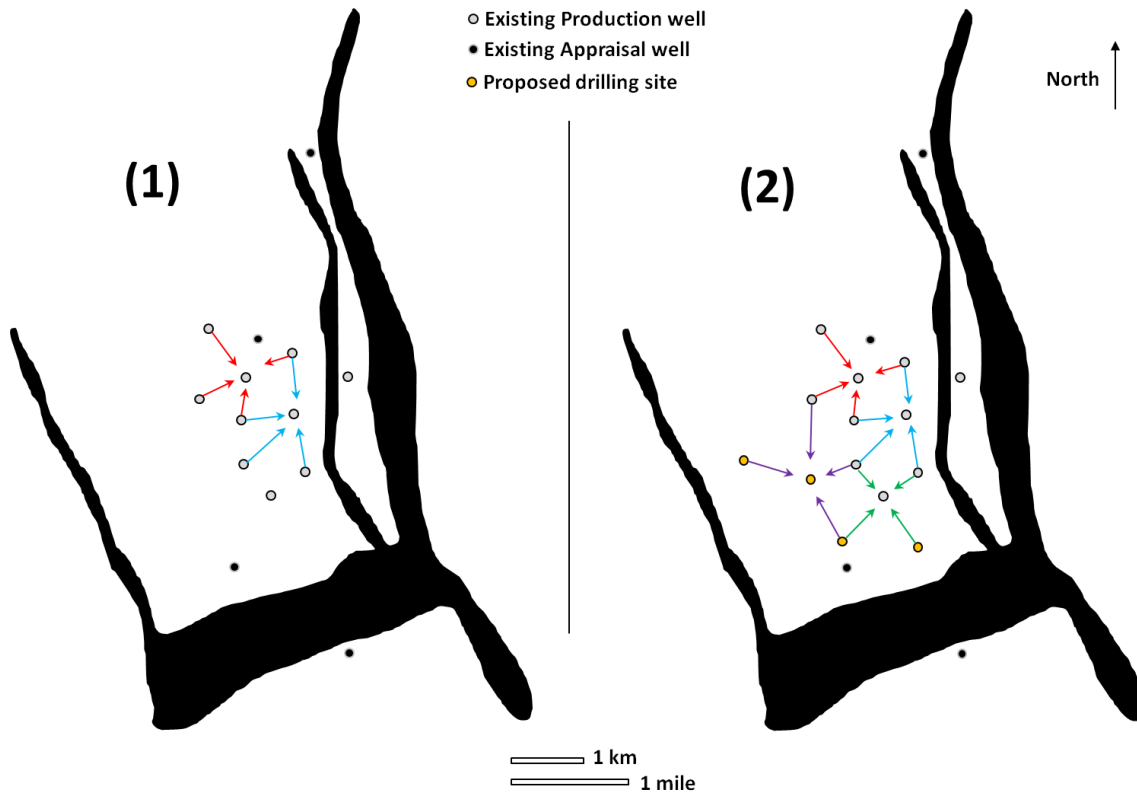 Existing Production well
Existing Appraisal well
Proposed drilling site
North
(1)
(2)
1 km
1 mile